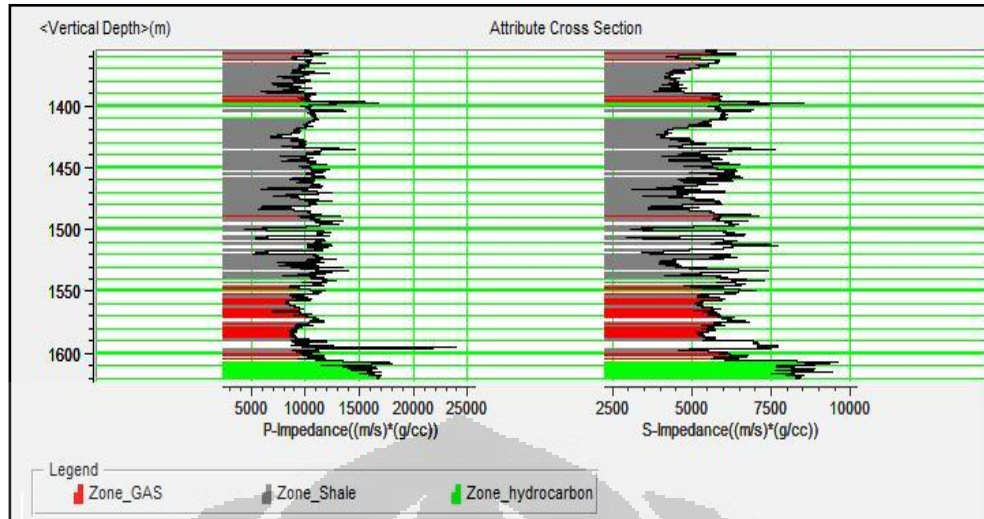 <Vertical Depth>(m) Attribute Cross Section
1400
1450
1500
1550
1600
5000 10000 15000 20000 25000 2500 5000 7500 10000
P-Impedance((m/s)*(g/cc)) S-Impedance((m/s)*(g/cc))
Legend
Zone_GAS Zone_Shale Zone_hydrocarbon